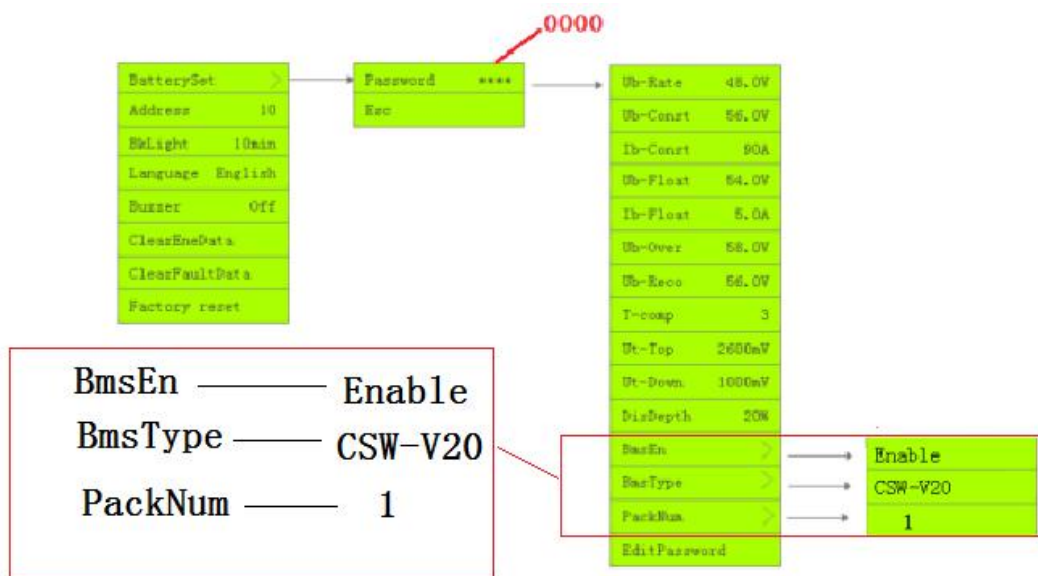 .0000
BatterySet
Address 10
BkLight 10min
Language English
Buzzer Off
ClearEneData
ClearFaultData
Factory reset
Password ****
Esc
Ub-Rate 48.0V
Ub-Const 56.0V
Ib-Const 90A
Ub-Float 54.0V
Ib-Float 5.0A
Ub-Over 58.0V
Ub-Reco 56.0V
T-comp 3
Ut-Top 2600mV
Ut-Down 1000mV
DisDepth 20%
BmsEn Enable
BmsType CSW-V20
PackNum 1
EditPassword
BmsEn Enable
BmsType CSW-V20
PackNum 1